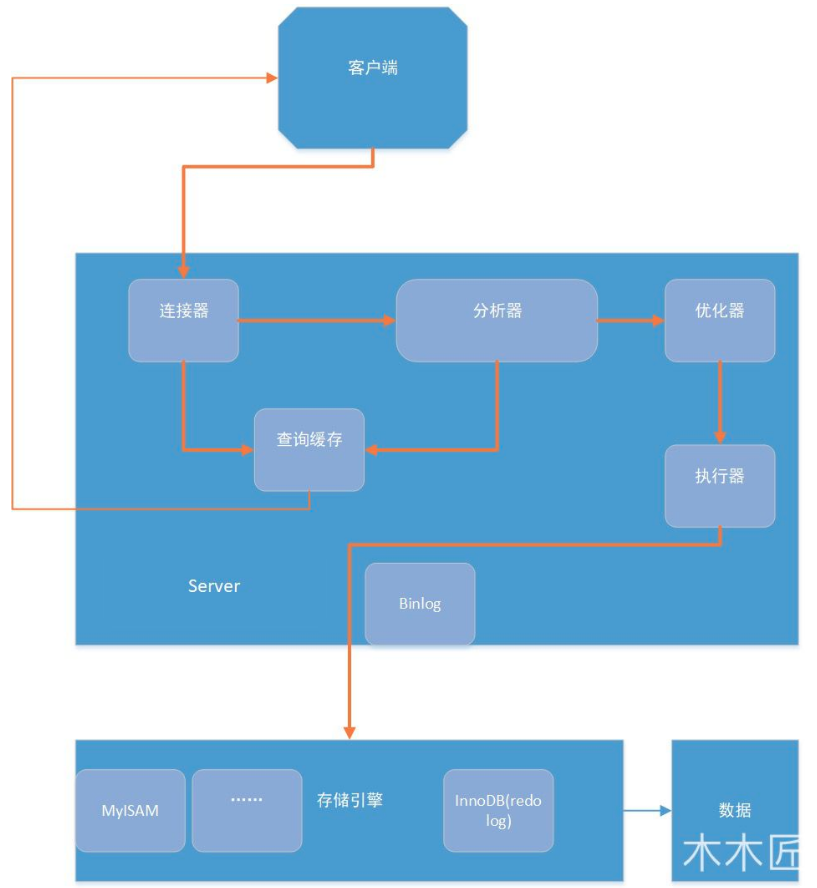 客户端
连接器
分析器
优化器
查询缓存
执行器
Server
Binlog
MyISAM
......
存储引擎
InnoDB(redo
log)
数据
木木匠